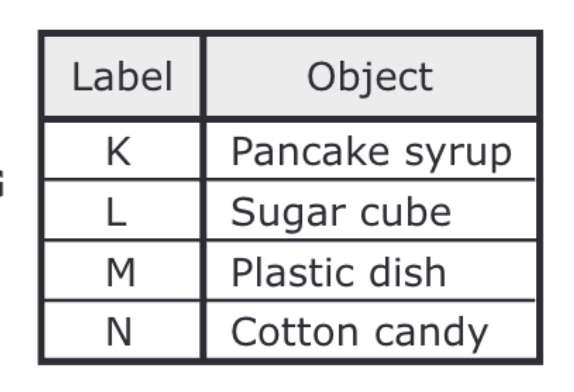 Label Object
K Pancake syrup
L Sugar cube
M Plastic dish
N Cotton candy